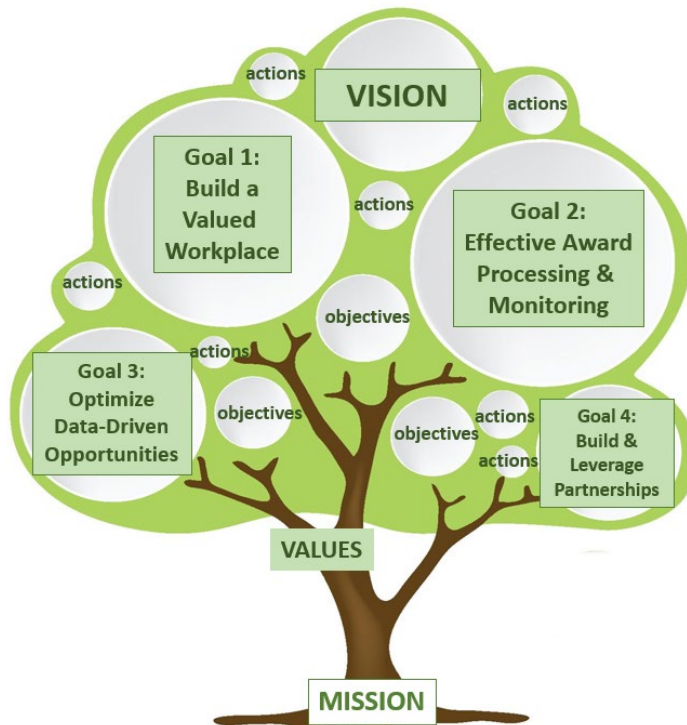 actions
VISION
actions
Goal 1:
Build a
Valued
Workplace
actions
Goal 2:
Effective Award
Processing &
Monitoring
actions
objectives
actions
Goal 3:
Optimize
Data-Driven
Opportunities
objectives
objectives
actions
actions
Goal 4:
Build &
Leverage
Partnerships
VALUES
MISSION